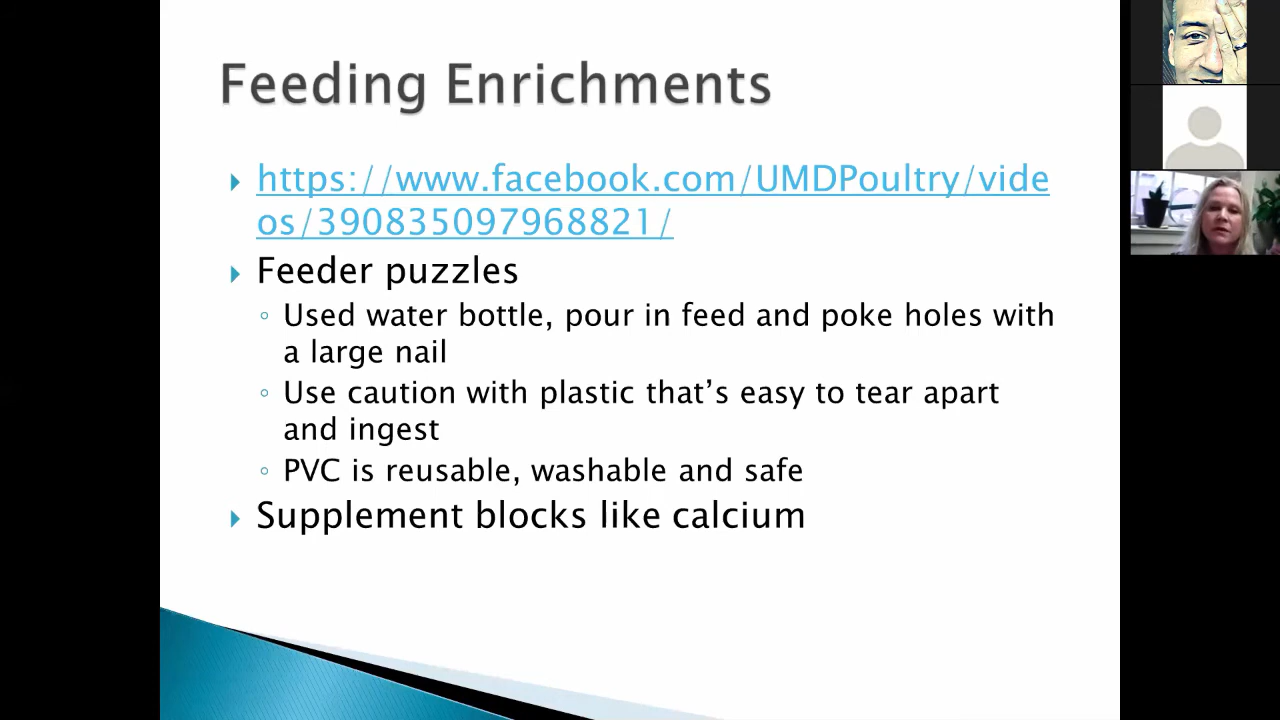 Feeding Enrichments
https://www.facebook.com/UMDPoultry/vide
os/390835097968821/
Feeder puzzles
Used water bottle, pour in feed and poke holes with
a large nail
Use caution with plastic that’s easy to tear apart
and ingest
PVC is reusable, washable and safe
Supplement blocks like calcium